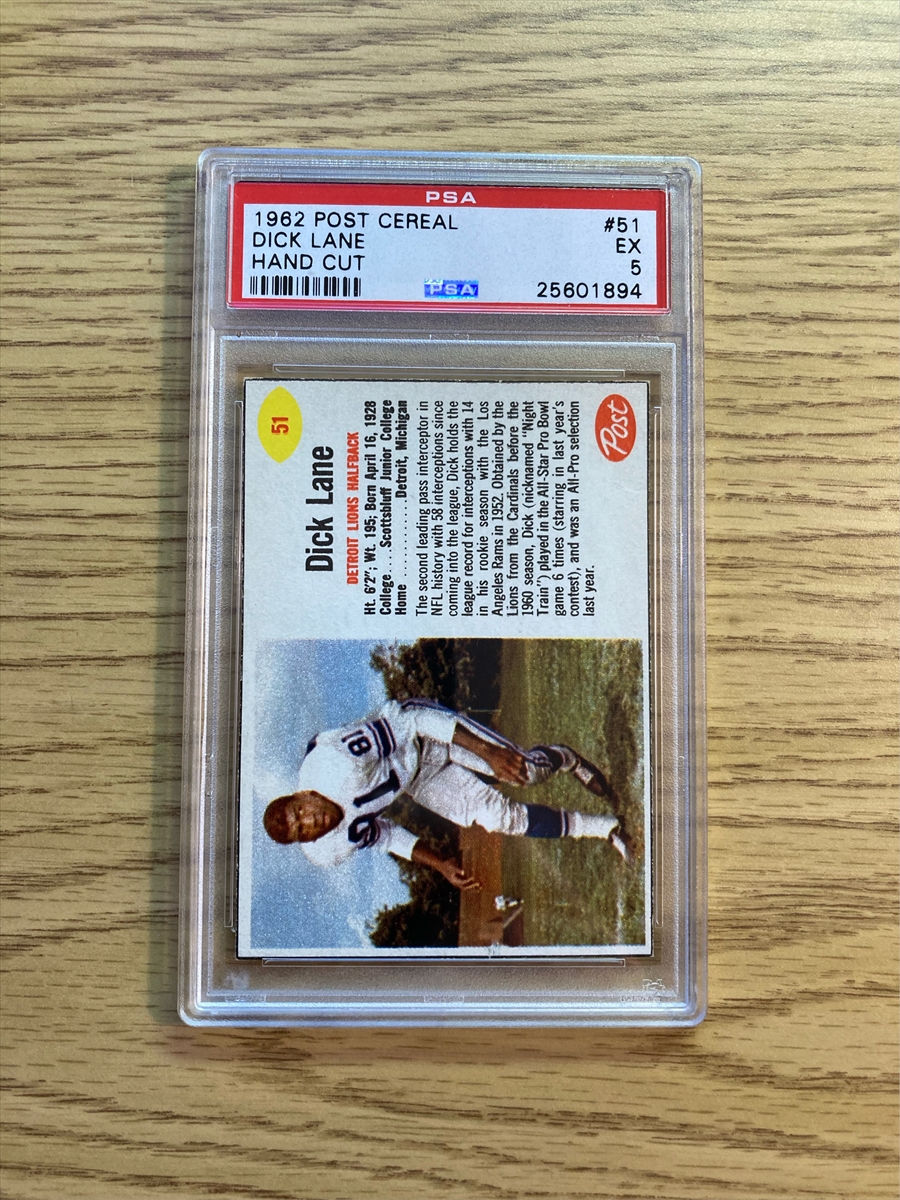 PSA
1962 POST CEREAL #51
DICK LANE EX
HAND CUT 5
PSA 25601894
51
Dick Lane
DETROIT LIONS HALFBACK
Ht. 6'2"; Wt. 195; Born April 16, 1928
College....Scottsbluff Junior College
Home............Detroit, Michigan
The second leading pass interceptor in
NFL history with 58 interceptions since
coming into the league, Dick holds the
league record for interceptions with 14
in his rookie season with the Los
Angeles Rams in 1952. Obtained by the
Lions from the Cardinals before the
1960 season, Dick (nicknamed "Night
Train") played in the All-Star Pro Bowl
game 6 times (starring in last year's
contest), and was an All-Pro selection
last year.
Post
81